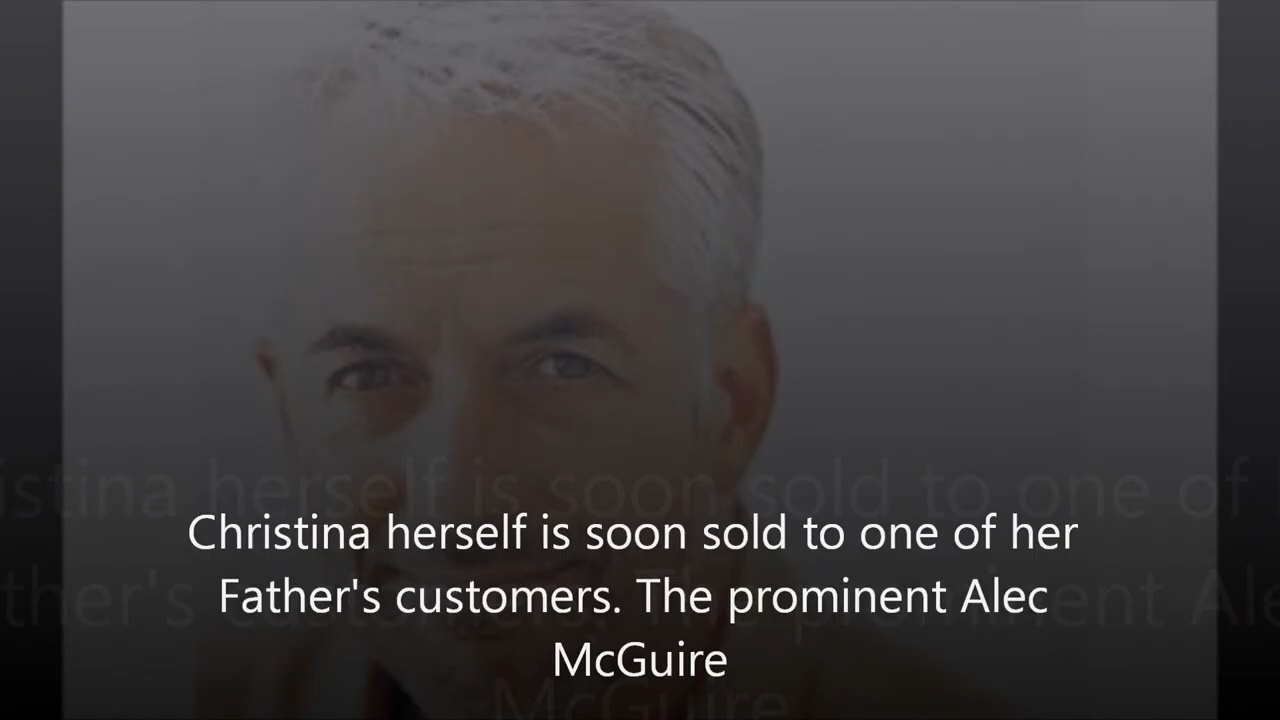 Christina herself is soon sold to one of her
Father's customers. The prominent Alec
McGuire